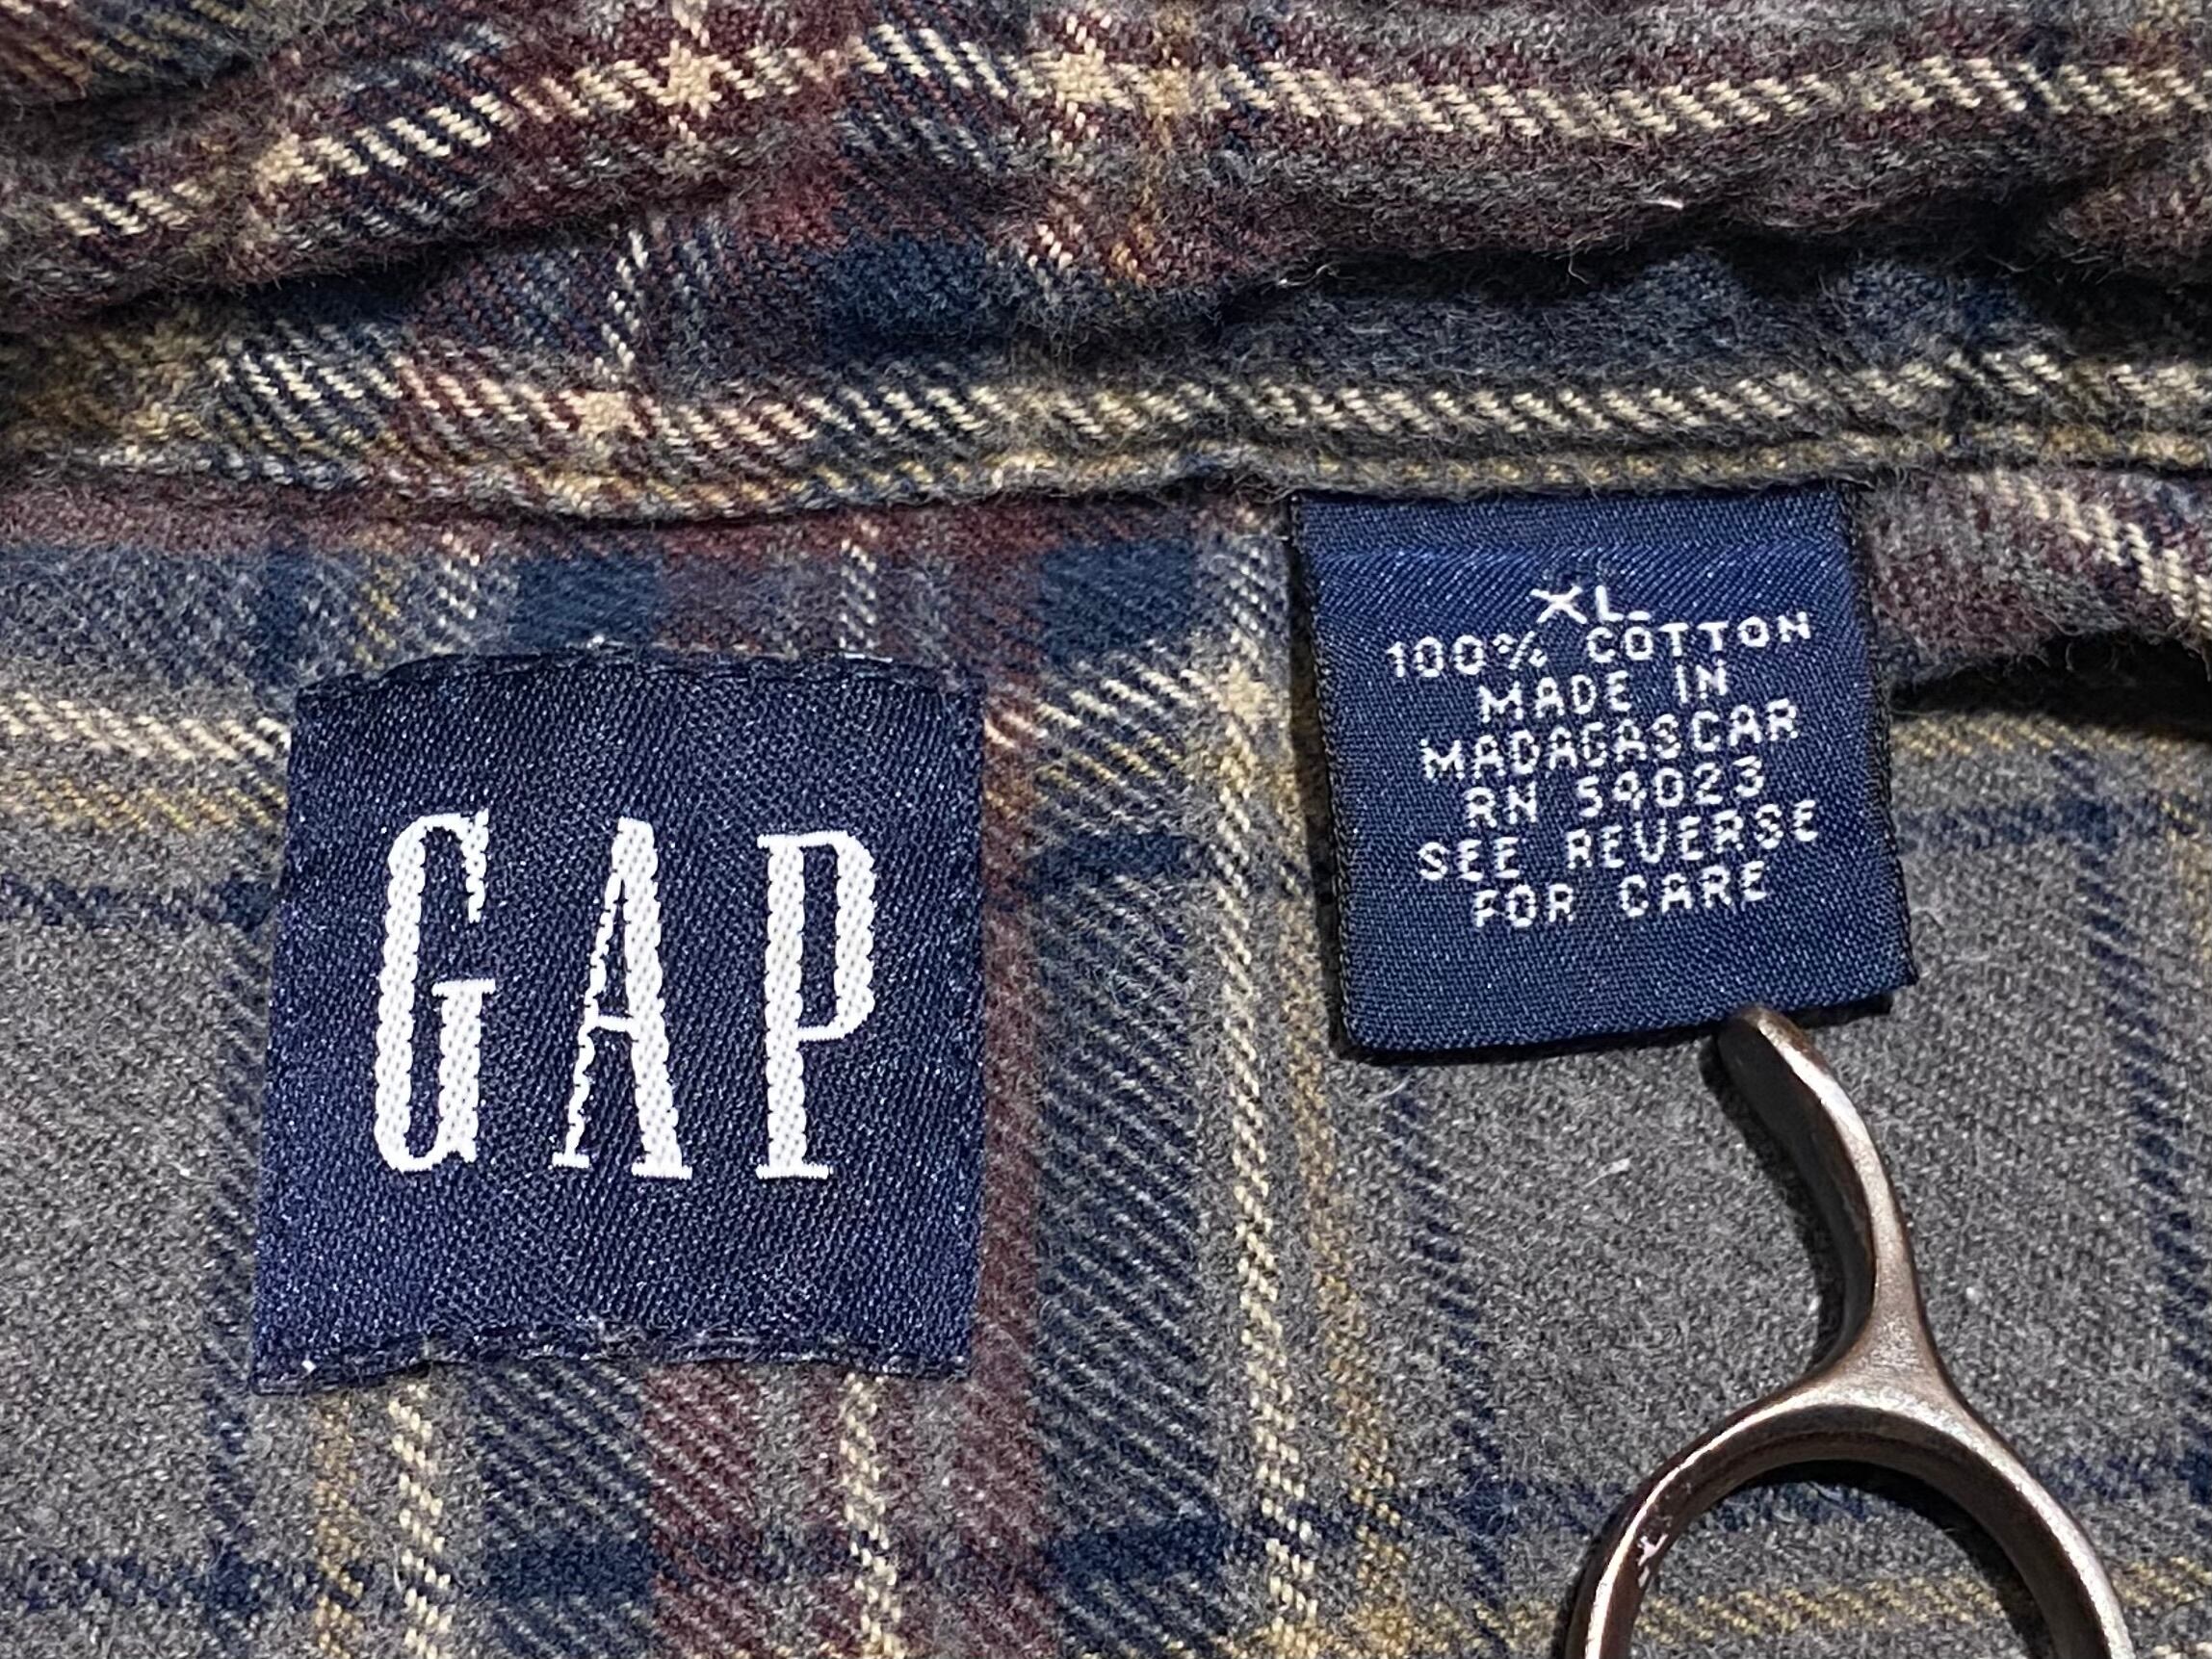 GAP
XL
100% COTTON
MADE IN
MADAGASCAR
RN 54023
SEE REVERSE
FOR CARE